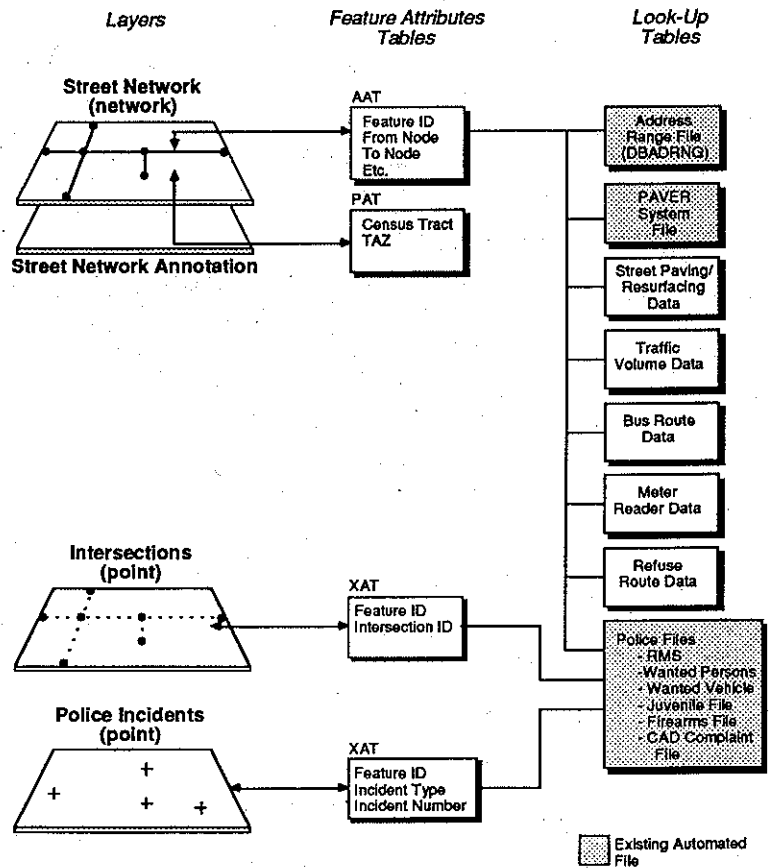 Layers
Feature Attributes
Tables
Look-Up
Tables
Street Network
(network)
Street Network Annotation
AAT
Feature ID
From Node
To Node
Etc.
PAT
Census Tract
TAZ
Address
Range File
(DBADRNG)
PAVER
System
File
Street Paving/
Resurfacing
Data
Traffic
Volume Data
Bus Route
Data
Meter
Reader Data
Refuse
Route Data
Intersections
(point)
XAT
Feature ID
Intersection ID
Police Files
- RMS
-Wanted Persons
- Wanted Vehicle
- Juvenile File
- Firearms File
- CAD Complaint
File
Police Incidents
(point)
XAT
Feature ID
Incident Type
Incident Number
Existing Automated
File